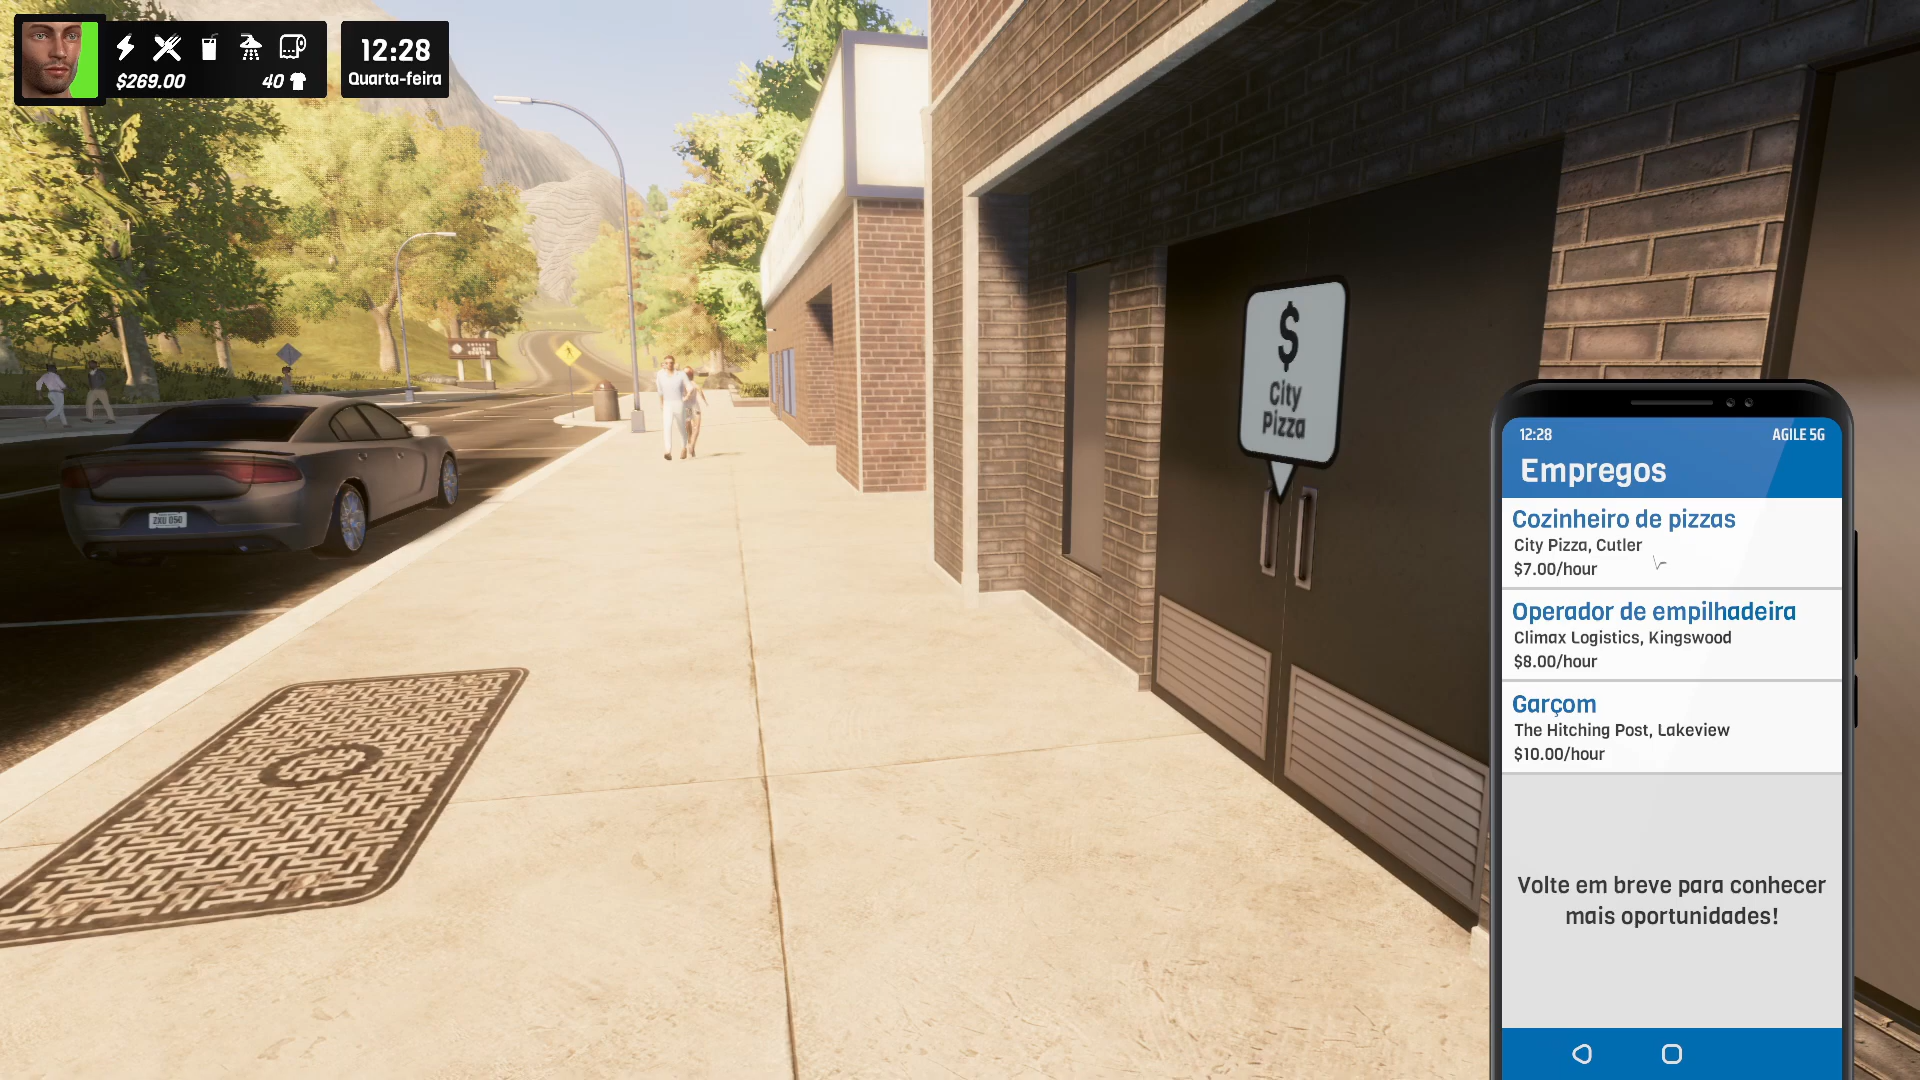 $269.00
40
12:28
Quarta-feira
$
City
Pizza
ZXU 050
12:28
AGILE 5G
Empregos
Cozinheiro de pizzas
City Pizza, Cutler
$7.00/hour
Operador de empilhadeira
Climax Logistics, Kingswood
$8.00/hour
Garçom
The Hitching Post, Lakeview
$10.00/hour
Volte em breve para conhecer
mais oportunidades!